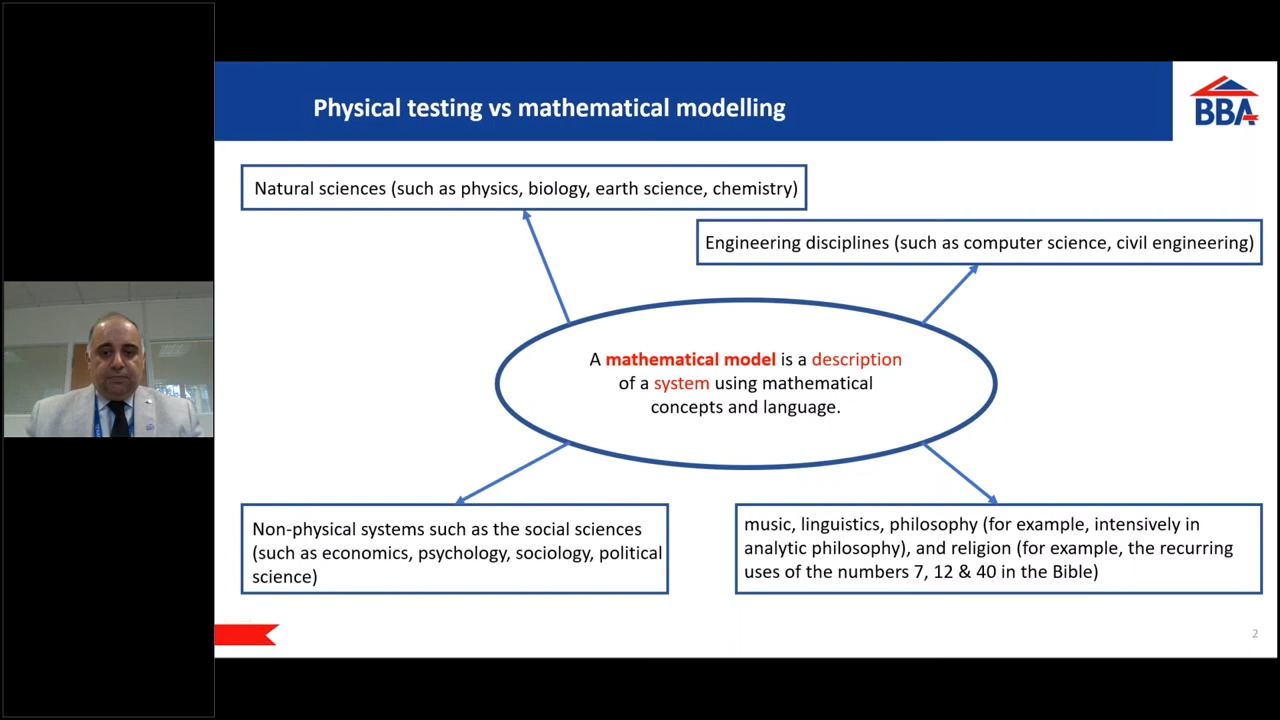 Physical testing vs mathematical modelling
BBA
Natural sciences (such as physics, biology, earth science, chemistry)
Engineering disciplines (such as computer science, civil engineering)
A mathematical model is a description
of a system using mathematical
concepts and language.
Non-physical systems such as the social sciences
(such as economics, psychology, sociology, political
science)
music, linguistics, philosophy (for example, intensively in
analytic philosophy), and religion (for example, the recurring
uses of the numbers 7, 12 & 40 in the Bible)
2